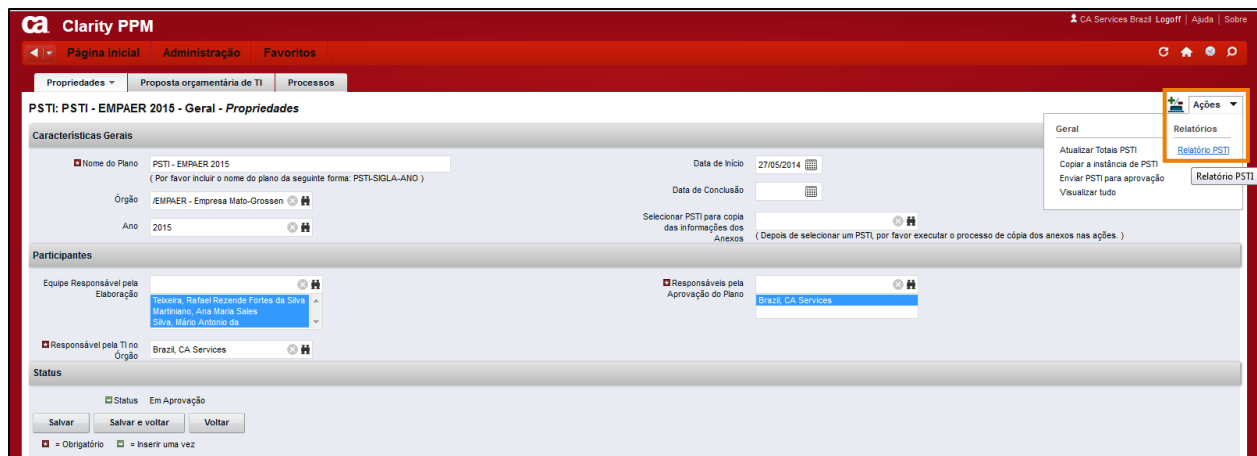 ca Clarity PPM
CA Services Brazil Logoff | Ajuda | Sobre
Página inicial Administração Favoritos
Propriedades Proposta orçamentária de TI Processos
PSTI: PSTI - EMPAER 2015 - Geral - Propriedades
Ações
Geral Relatórios
Atualizar Totais PSTI Relatório PSTI
Copiar a instância de PSTI
Enviar PSTI para aprovação
Visualizar tudo
Relatório PSTI
Características Gerais
Nome do Plano PSTI - EMPAER 2015
( Por favor incluir o nome do plano da seguinte forma: PSTI-SIGLA-ANO )
Órgão /EMPAER - Empresa Mato-Grossen
Ano 2015
Data de Início 27/05/2014
Data de Conclusão
Selecionar PSTI para copia
das informações dos
Anexos
( Depois de selecionar um PSTI, por favor executar o processo de cópia dos anexos nas ações. )
Participantes
Equipe Responsável pela
Elaboração
Teixeira, Rafael Rezende Fortes da Silva
Martiniano, Ana Maria Sales
Silva, Mário Antonio da
Responsáveis pela
Aprovação do Plano
Brazil, CA Services
Responsável pela TI no
Órgão
Brazil, CA Services
Status
Status Em Aprovação
Salvar Salvar e voltar Voltar
= Obrigatório = Inserir uma vez